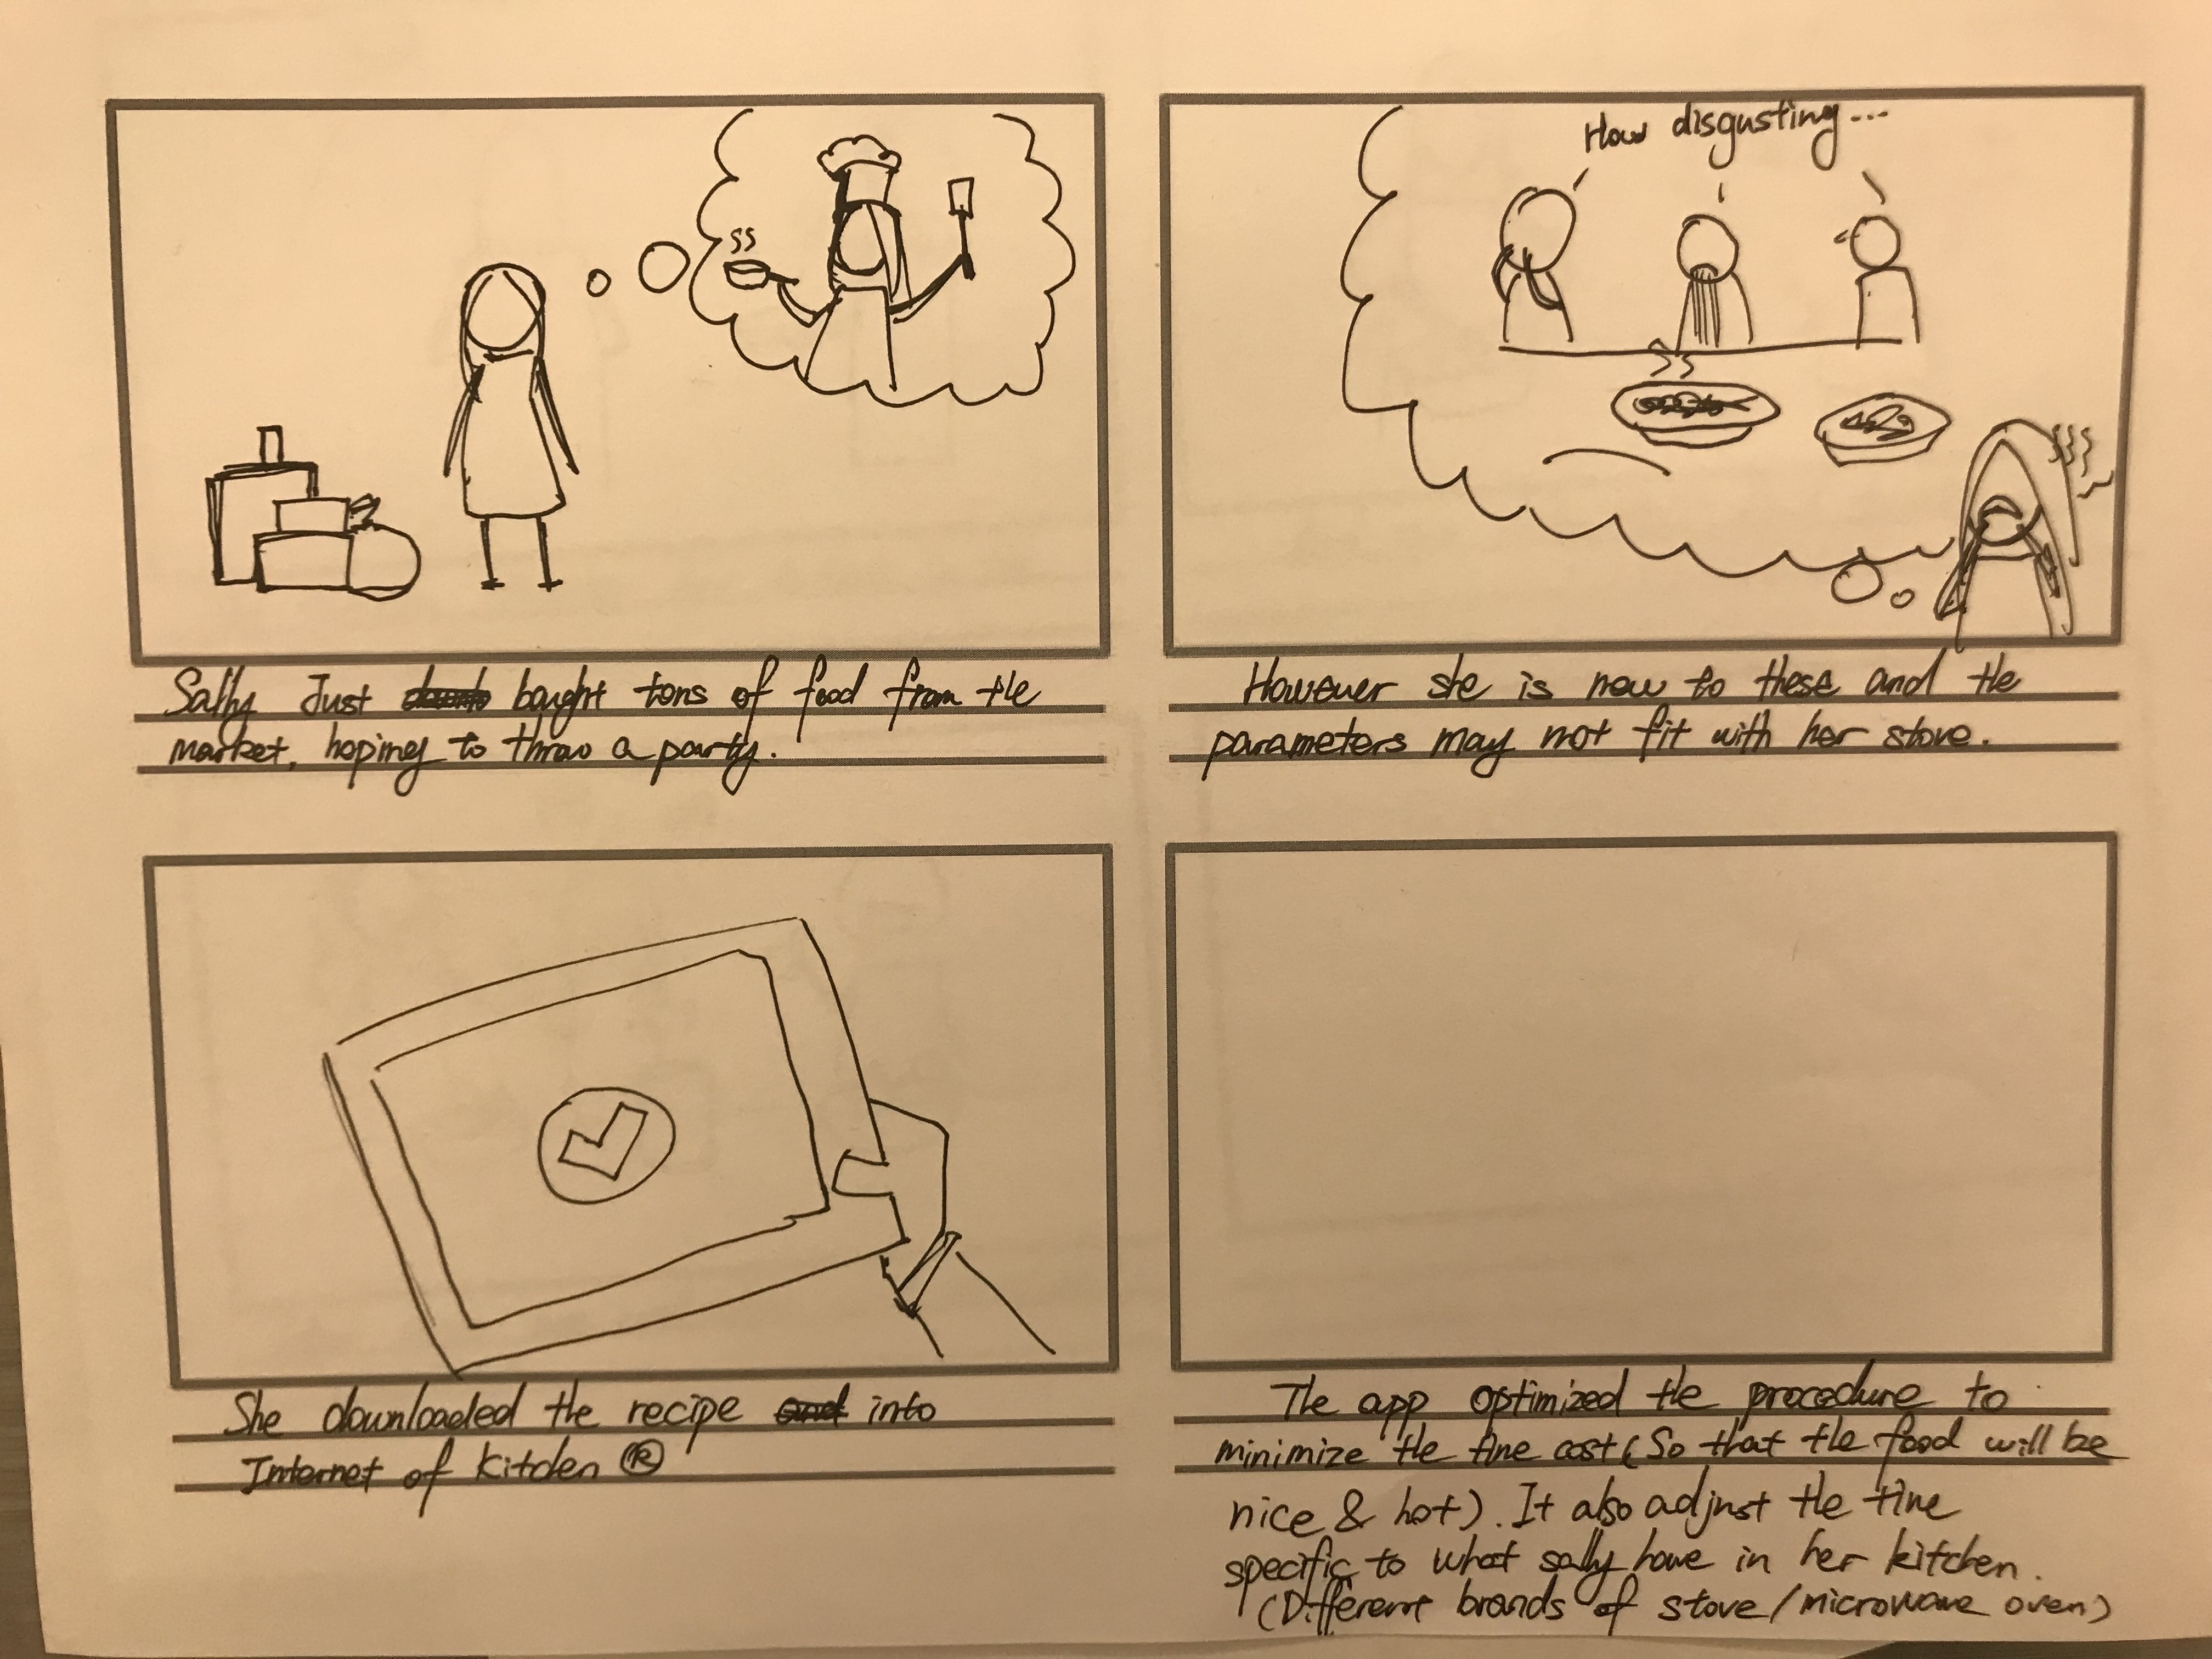 How disgusting...
Sally Just bought tons of food from the
market, hoping to throw a party.
However she is new to these and the
parameters may not fit with her stove.
She downloaded the recipe into
Internet of kitchen ®
The app optimized the procedure to
minimize the time cost (So that the food will be
nice & hot). It also adjust the time
specific to what sally have in her kitchen.
(Different brands of stove/microwave oven)